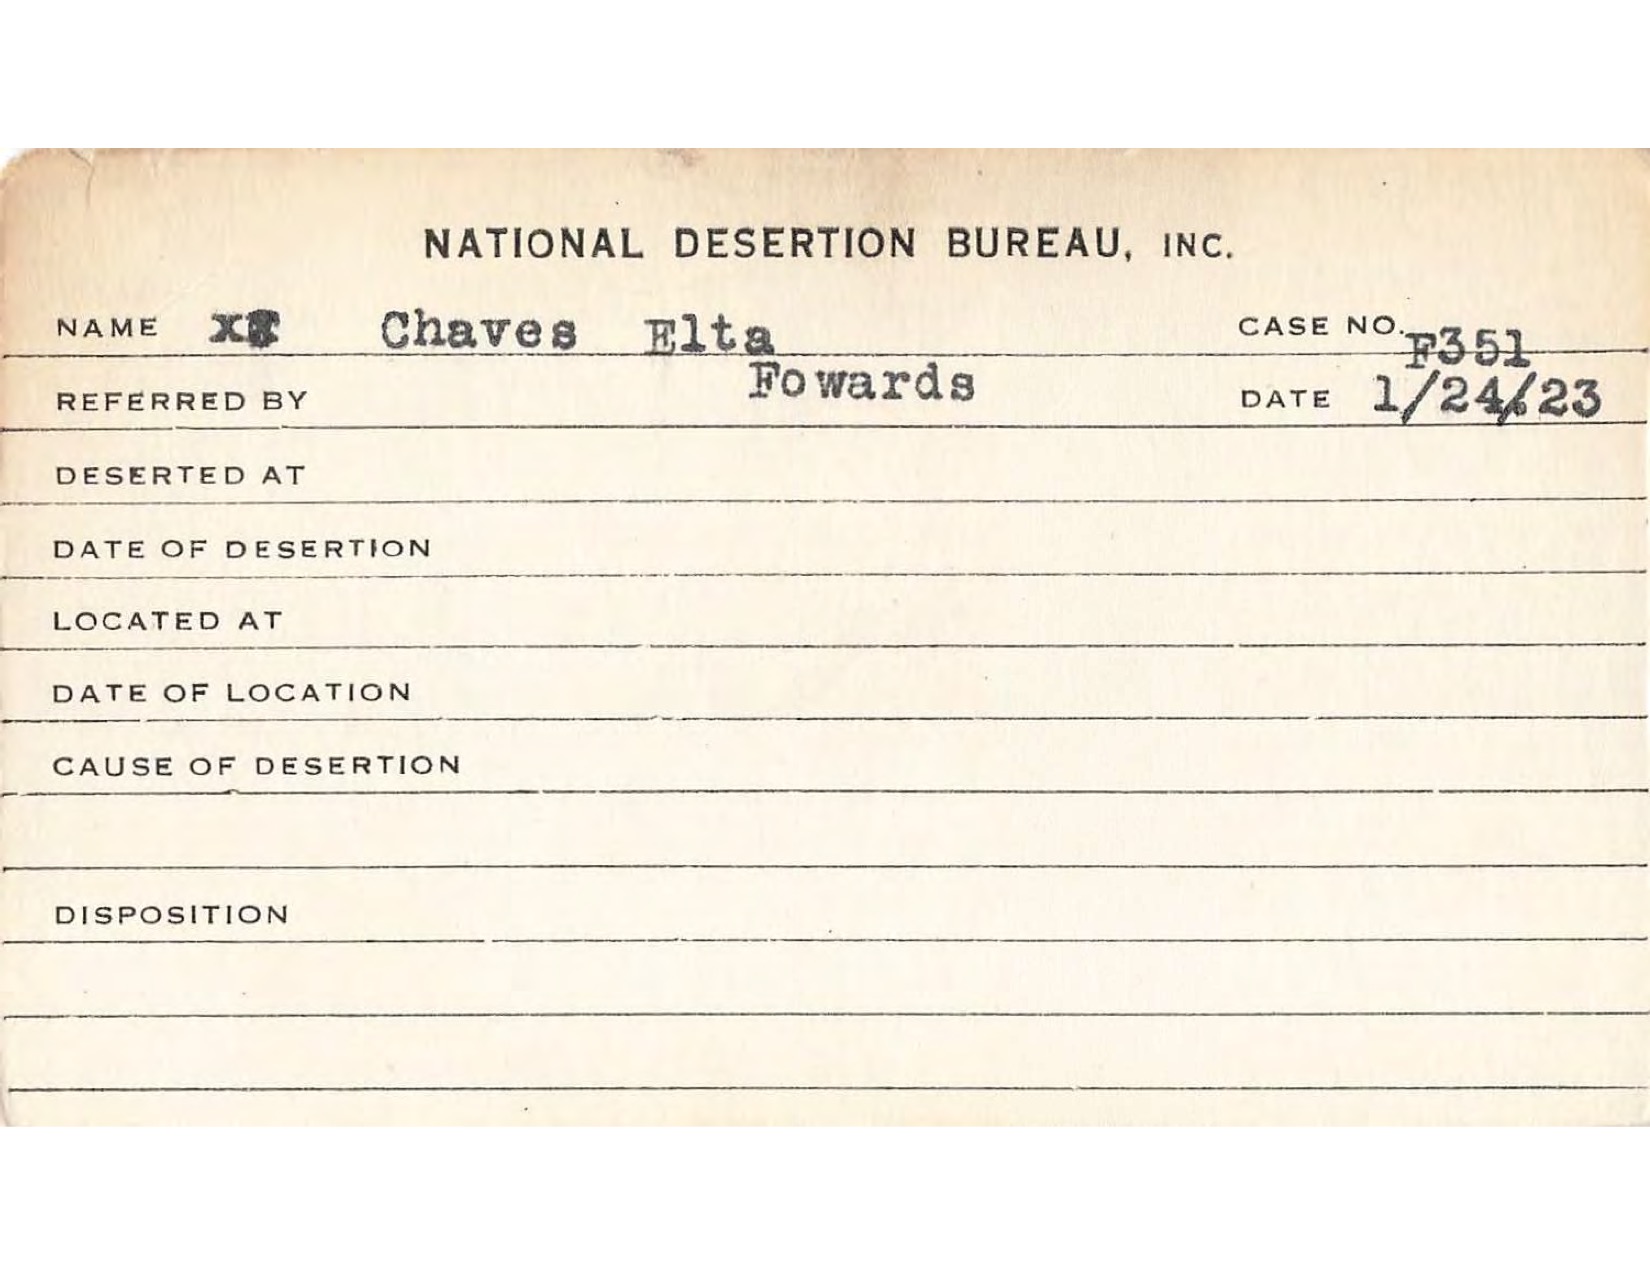 NATIONAL DESERTION BUREAU, INC.
NAME Chaves Elta CASE NO. F351
REFERRED BY Fowards DATE 1/24/23
DESERTED AT
DATE OF DESERTION
LOCATED AT
DATE OF LOCATION
CAUSE OF DESERTION
DISPOSITION